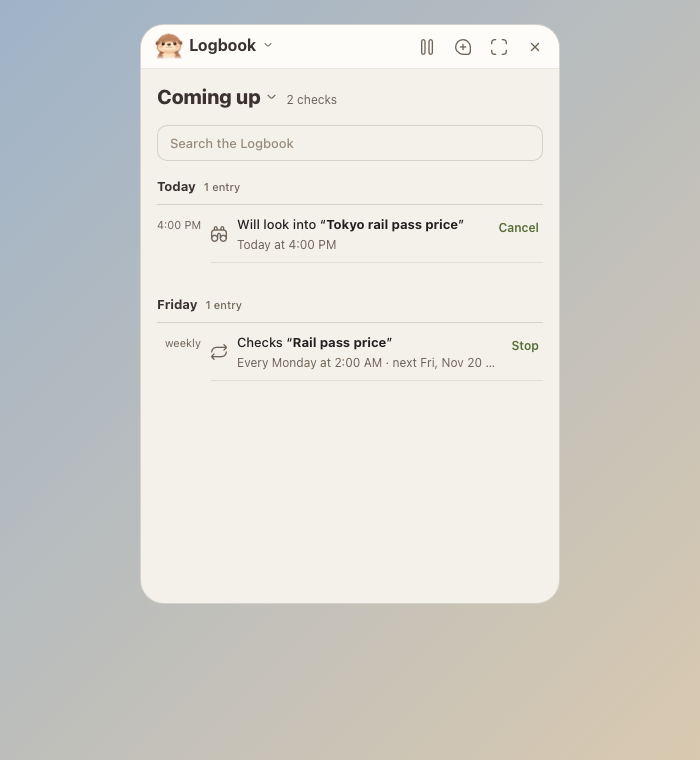 Logbook
Coming up 2 checks
Search the Logbook
Today 1 entry
4:00 PM Will look into “Tokyo rail pass price” Cancel
Today at 4:00 PM
Friday 1 entry
weekly Checks “Rail pass price” Stop
Every Monday at 2:00 AM · next Fri, Nov 20 ...